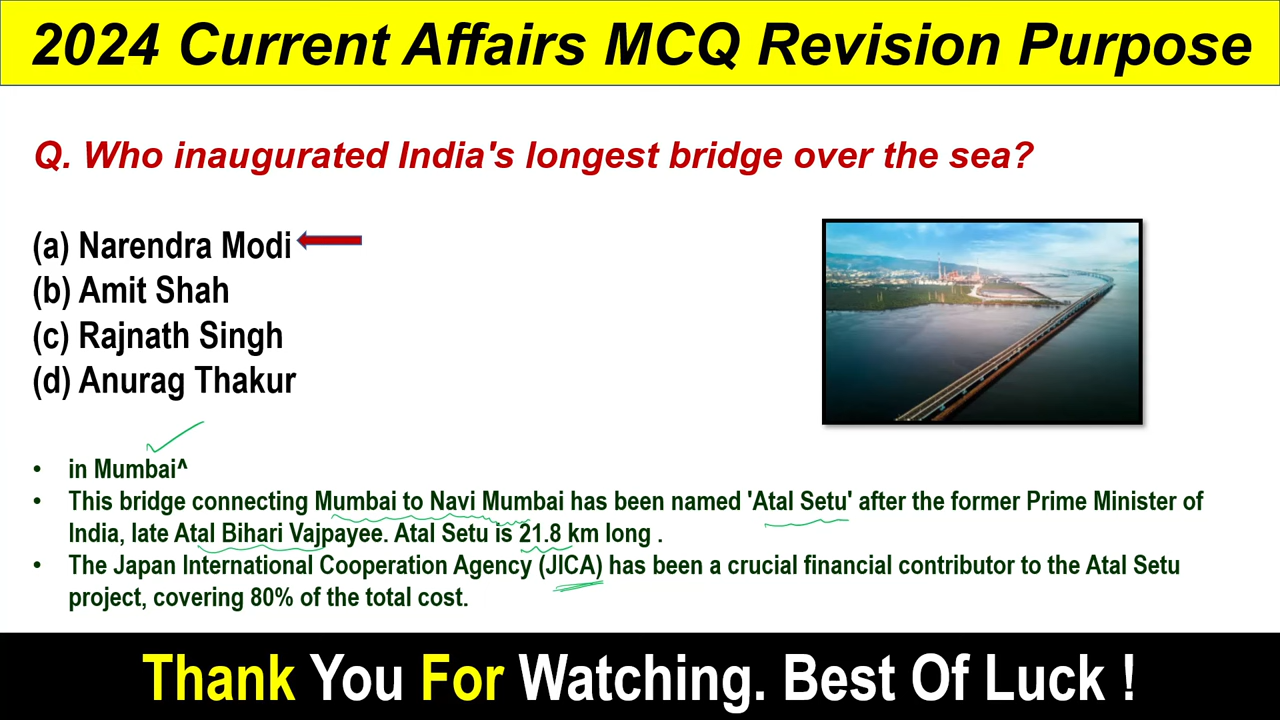 2024 Current Affairs MCQ Revision Purpose
Q. Who inaugurated India's longest bridge over the sea?
(a) Narendra Modi
(b) Amit Shah
(c) Rajnath Singh
(d) Anurag Thakur
• in Mumbai^
• This bridge connecting Mumbai to Navi Mumbai has been named 'Atal Setu' after the former Prime Minister of
India, late Atal Bihari Vajpayee. Atal Setu is 21.8 km long .
• The Japan International Cooperation Agency (JICA) has been a crucial financial contributor to the Atal Setu
project, covering 80% of the total cost.
Thank You For Watching. Best Of Luck !